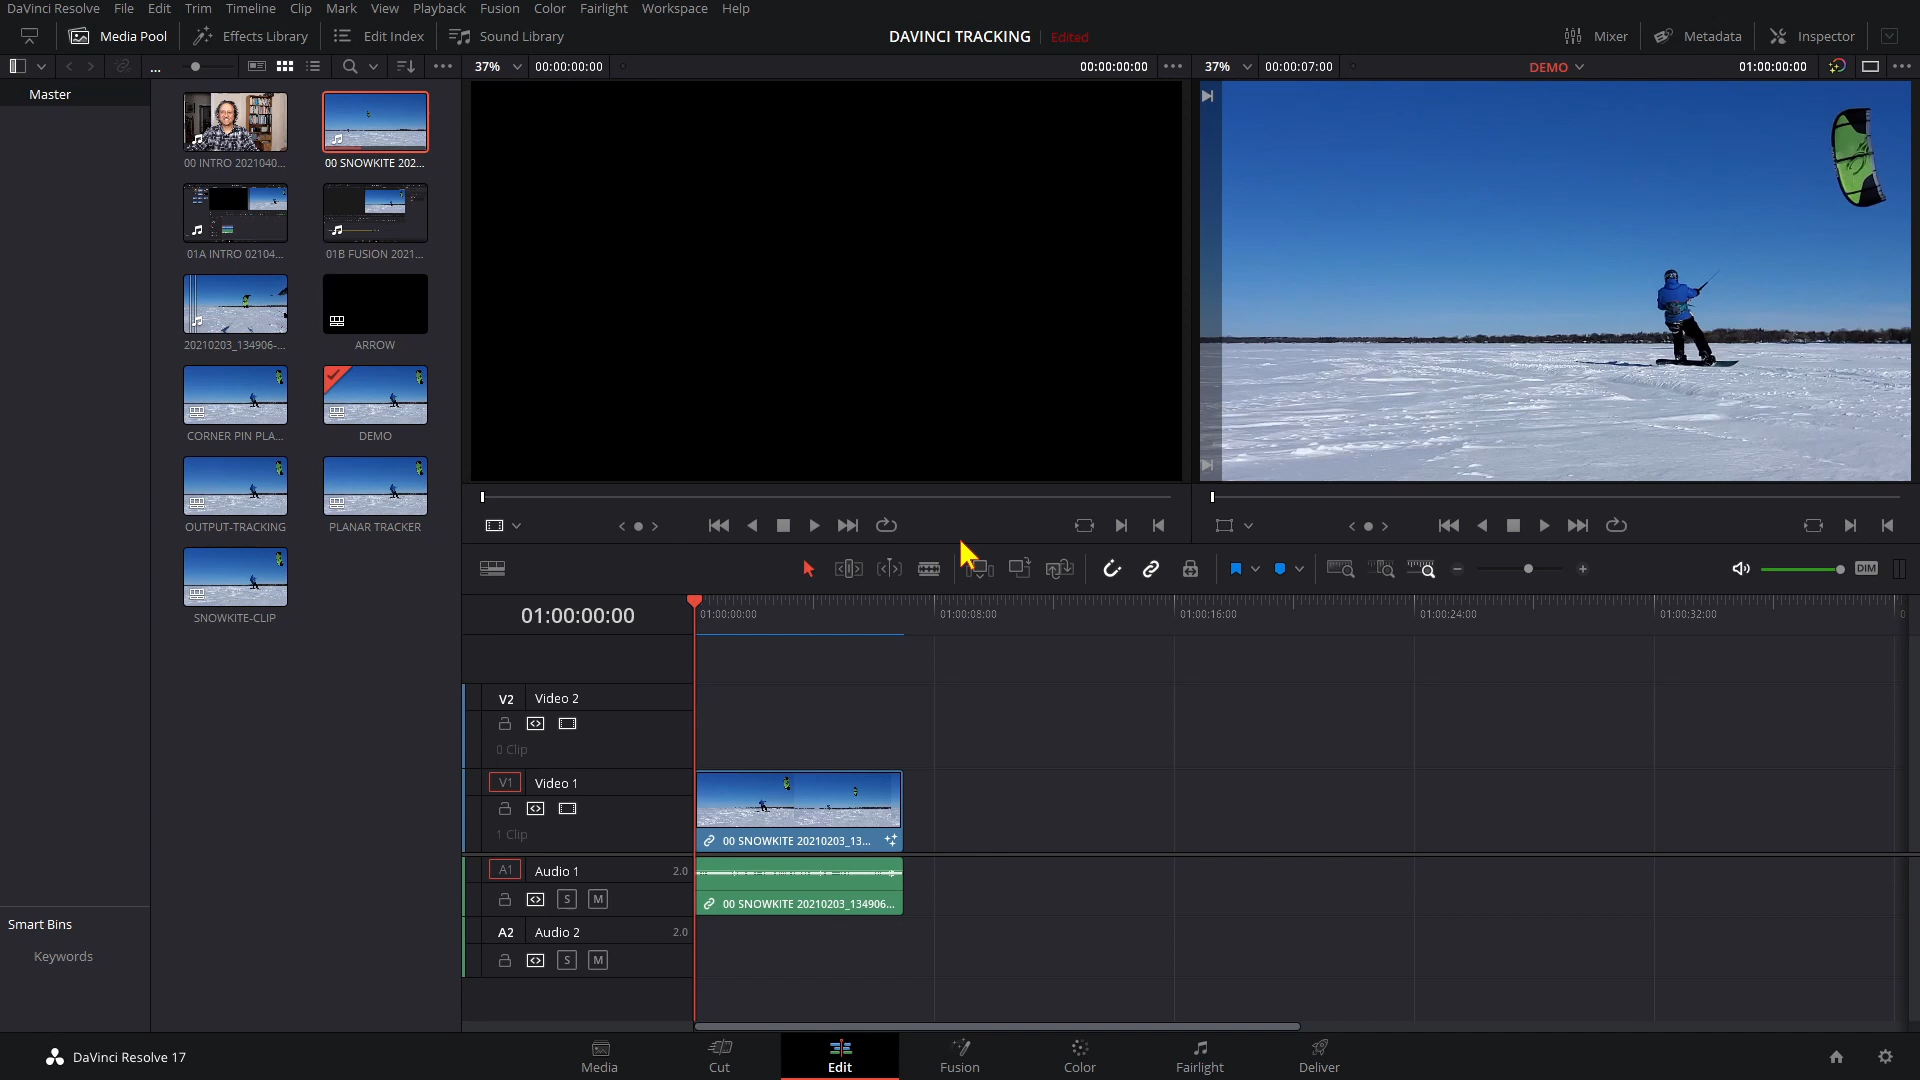 DaVinci Resolve File Edit Trim Timeline Clip Mark View Playback Fusion Color Fairlight Workspace Help
Media Pool Effects Library Edit Index Sound Library DAVINCI TRACKING Edited Mixer Metadata Inspector
... 37% 00:00:00:00 00:00:00:00 37% 00:00:07:00 DEMO 01:00:00:00
Master
00 INTRO 2021040... 00 SNOWKITE 202...
01A INTRO 02104... 01B FUSION 2021...
20210203_134906-... ARROW
CORNER PIN PLA... DEMO
OUTPUT-TRACKING PLANAR TRACKER
SNOWKITE-CLIP
DIM
01:00:00:00 01:00:00:00 01:00:08:00 01:00:16:00 01:00:24:00 01:00:32:00
V2 Video 2
0 Clip
V1 Video 1
1 Clip
00 SNOWKITE 20210203_13...
A1 Audio 1 2.0
S M
00 SNOWKITE 20210203_134906...
A2 Audio 2 2.0
S M
Smart Bins
Keywords
DaVinci Resolve 17
Media Cut Edit Fusion Color Fairlight Deliver